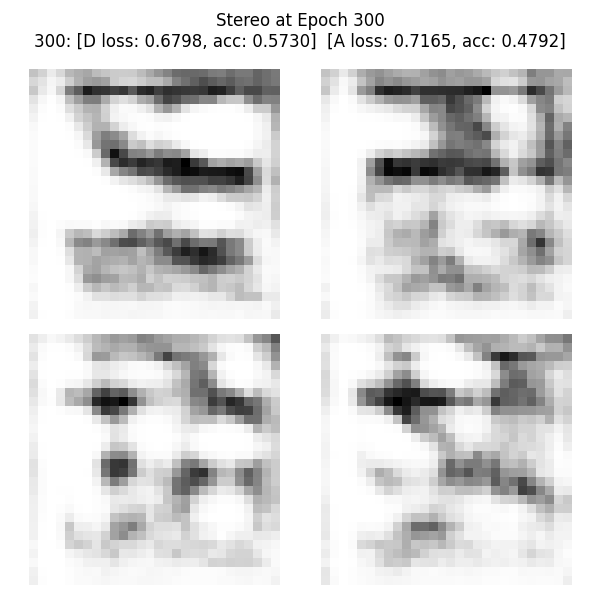 Stereo at Epoch 300
300: [D loss: 0.6798, acc: 0.5730]  [A loss: 0.7165, acc: 0.4792]